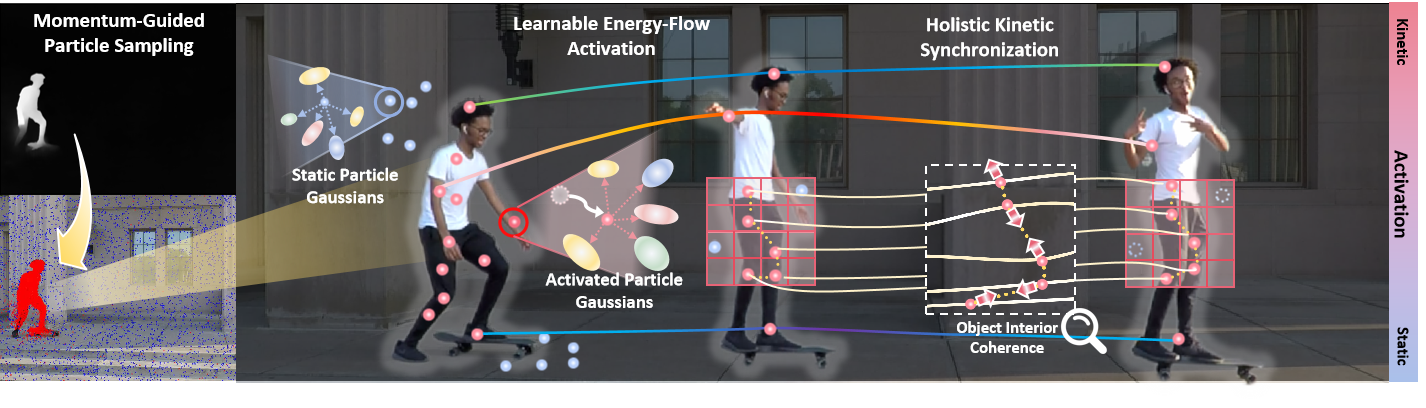 Momentum-Guided
Particle Sampling
Learnable Energy-Flow
Activation
Holistic Kinetic
Synchronization
Static Particle
Gaussians
Activated Particle
Gaussians
Object Interior
Coherence
Kinetic
Activation
Static